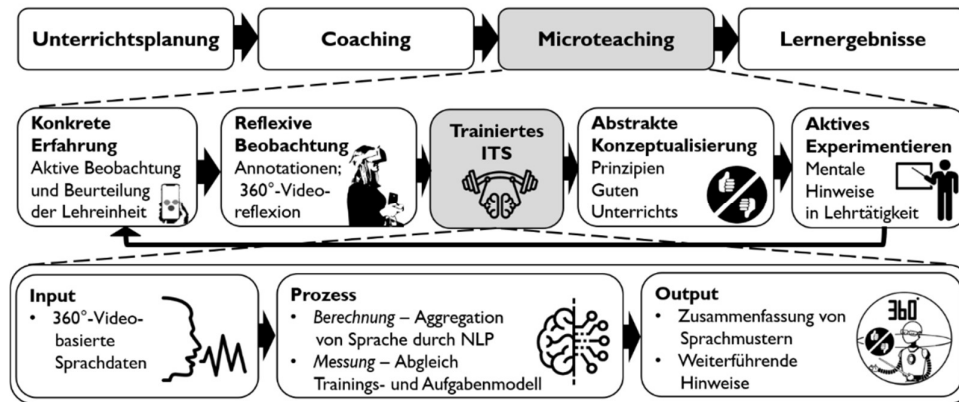 Unterrichtsplanung
Coaching
Microteaching
Lernergebnisse
Konkrete
Erfahrung
Aktive Beobachtung
und Beurteilung
der Lehreinheit
Reflexive
Beobachtung
Annotationen;
360°-Video-
reflexion
Trainiertes
ITS
Abstrakte
Konzeptualisierung
Prinzipien
Guten
Unterrichts
Aktives
Experimentieren
Mentale
Hinweise
in Lehrtätigkeit
Input
• 360°-Video-
basierte
Sprachdaten
Prozess
• Berechnung – Aggregation
von Sprache durch NLP
• Messung – Abgleich
Trainings- und Aufgabenmodell
Output
• Zusammenfassung von
Sprachmustern
• Weiterführende
Hinweise
360°